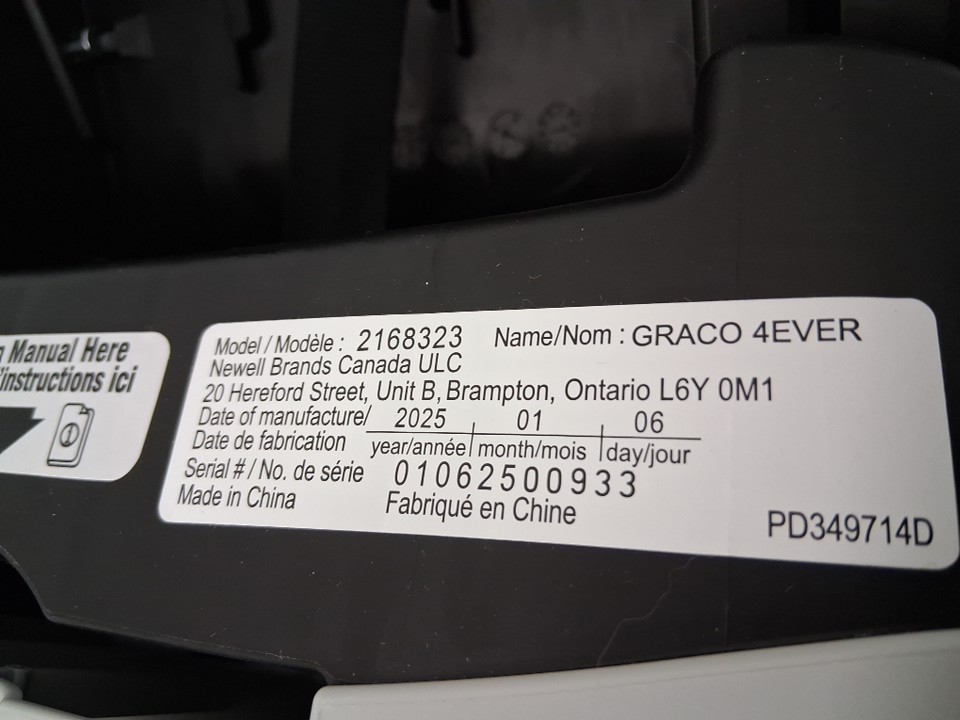 Manual Here
'instructions ici
Model / Modèle : 2168323 Name/Nom : GRACO 4EVER
Newell Brands Canada ULC
20 Hereford Street, Unit B, Brampton, Ontario L6Y 0M1
Date of manufacture/ 2025 01 06
Date de fabrication year/année month/mois day/jour
Serial # / No. de série 01062500933
Made in China Fabriqué en Chine
PD349714D